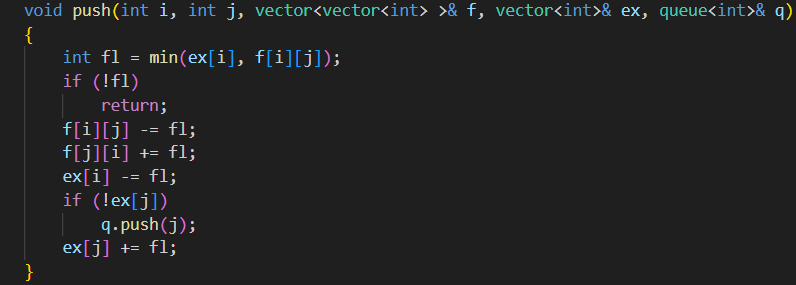 void push(int i, int j, vector<vector<int> >& f, vector<int>& ex, queue<int>& q)
{
    int fl = min(ex[i], f[i][j]);
    if (!fl)
        return;
    f[i][j] -= fl;
    f[j][i] += fl;
    ex[i] -= fl;
    if (!ex[j])
        q.push(j);
    ex[j] += fl;
}